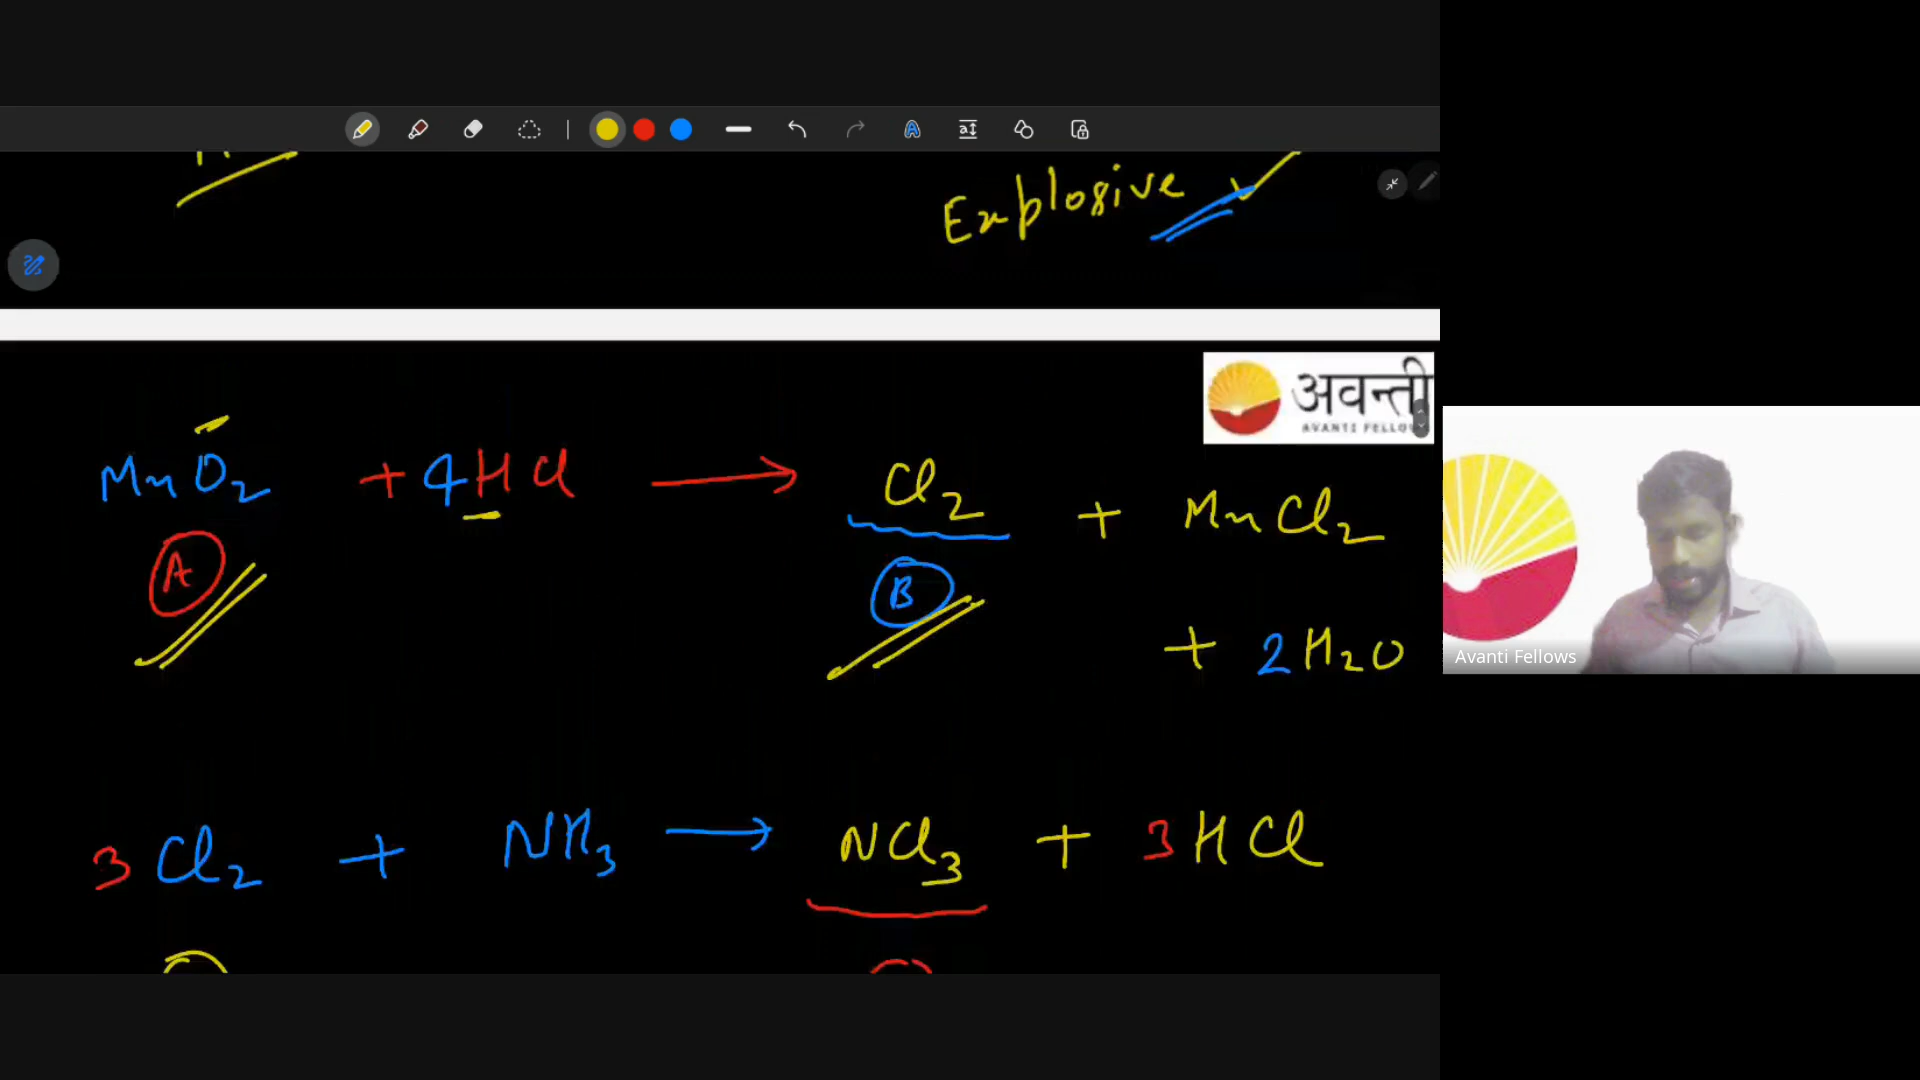 Explosive
अवन्ती
AVANTI FELLOWS
MnO2 + 4HCl → Cl2 + MnCl2
A
B
+ 2H2O
Avanti Fellows
3Cl2 + NH3 → NCl3 + 3HCl